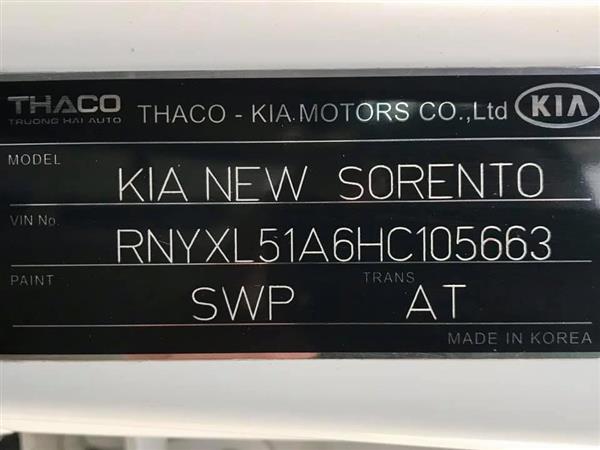 THACO
TRUONG HAI AUTO
THACO - KIA.MOTORS CO.,Ltd KIA
MODEL
KIA NEW SORENTO
VIN No.
RNYXL51A6HC105663
PAINT SWP TRANS AT
MADE IN KOREA